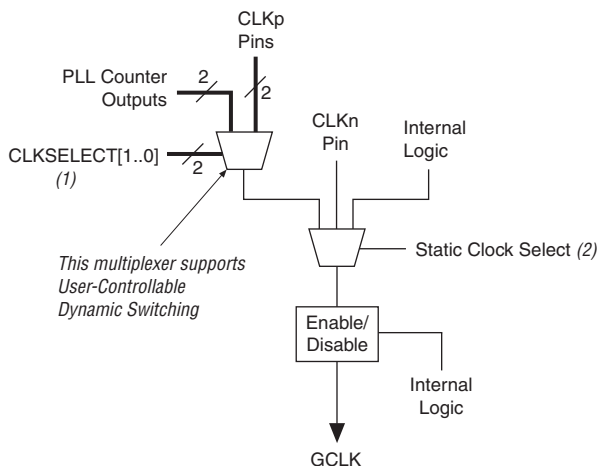 CLKp
Pins
PLL Counter
Outputs
2
2
CLKn
Pin
Internal
Logic
CLKSELECT[1..0]
(1)
2
This multiplexer supports
User-Controllable
Dynamic Switching
Static Clock Select (2)
Enable/
Disable
Internal
Logic
GCLK